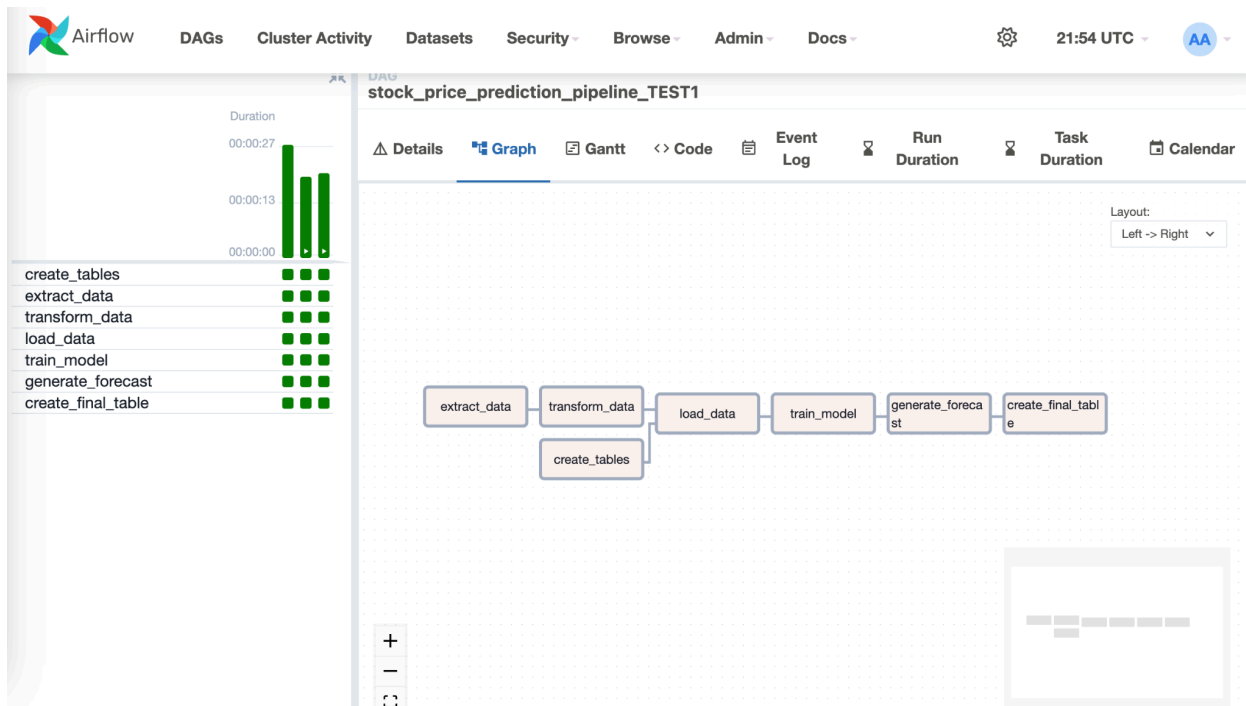 Airflow
DAGs Cluster Activity Datasets Security Browse Admin Docs 21:54 UTC AA
DAG
stock_price_prediction_pipeline_TEST1
Duration
00:00:27
00:00:13
00:00:00
create_tables
extract_data
transform_data
load_data
train_model
generate_forecast
create_final_table
Details Graph Gantt <> Code Event
Log Run
Duration Task
Duration Calendar
Layout:
Left -> Right
extract_data transform_data load_data train_model generate_foreca
st create_final_tabl
e
create_tables